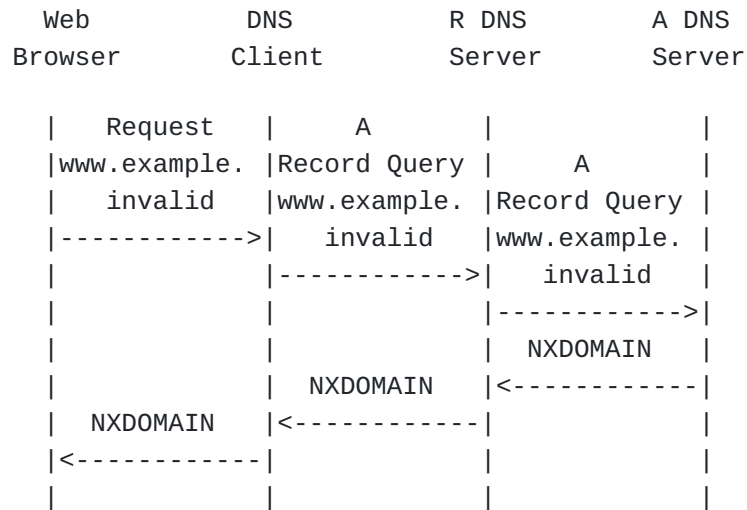 Web DNS R DNS A DNS
Browser Client Server Server
| Request | A | |
|www.example. |Record Query | A |
| invalid |www.example. |Record Query |
|------------>| invalid |www.example. |
| |------------>| invalid |
| | |------------>|
| | | NXDOMAIN |
| | NXDOMAIN |<------------|
| NXDOMAIN |<------------| |
|<------------| | |
| | | |